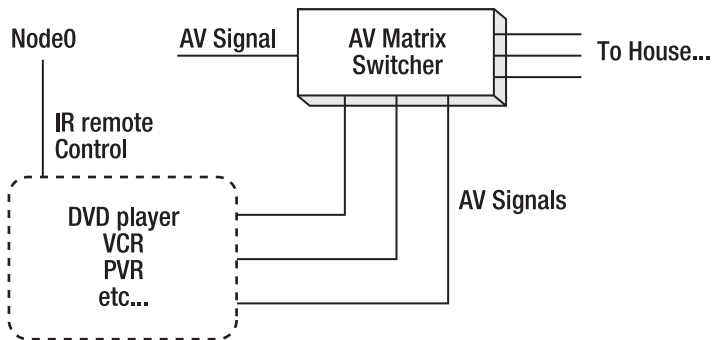 Node0
AV Signal
AV Matrix
Switcher
To House...
IR remote
Control
AV Signals
DVD player
VCR
PVR
etc...